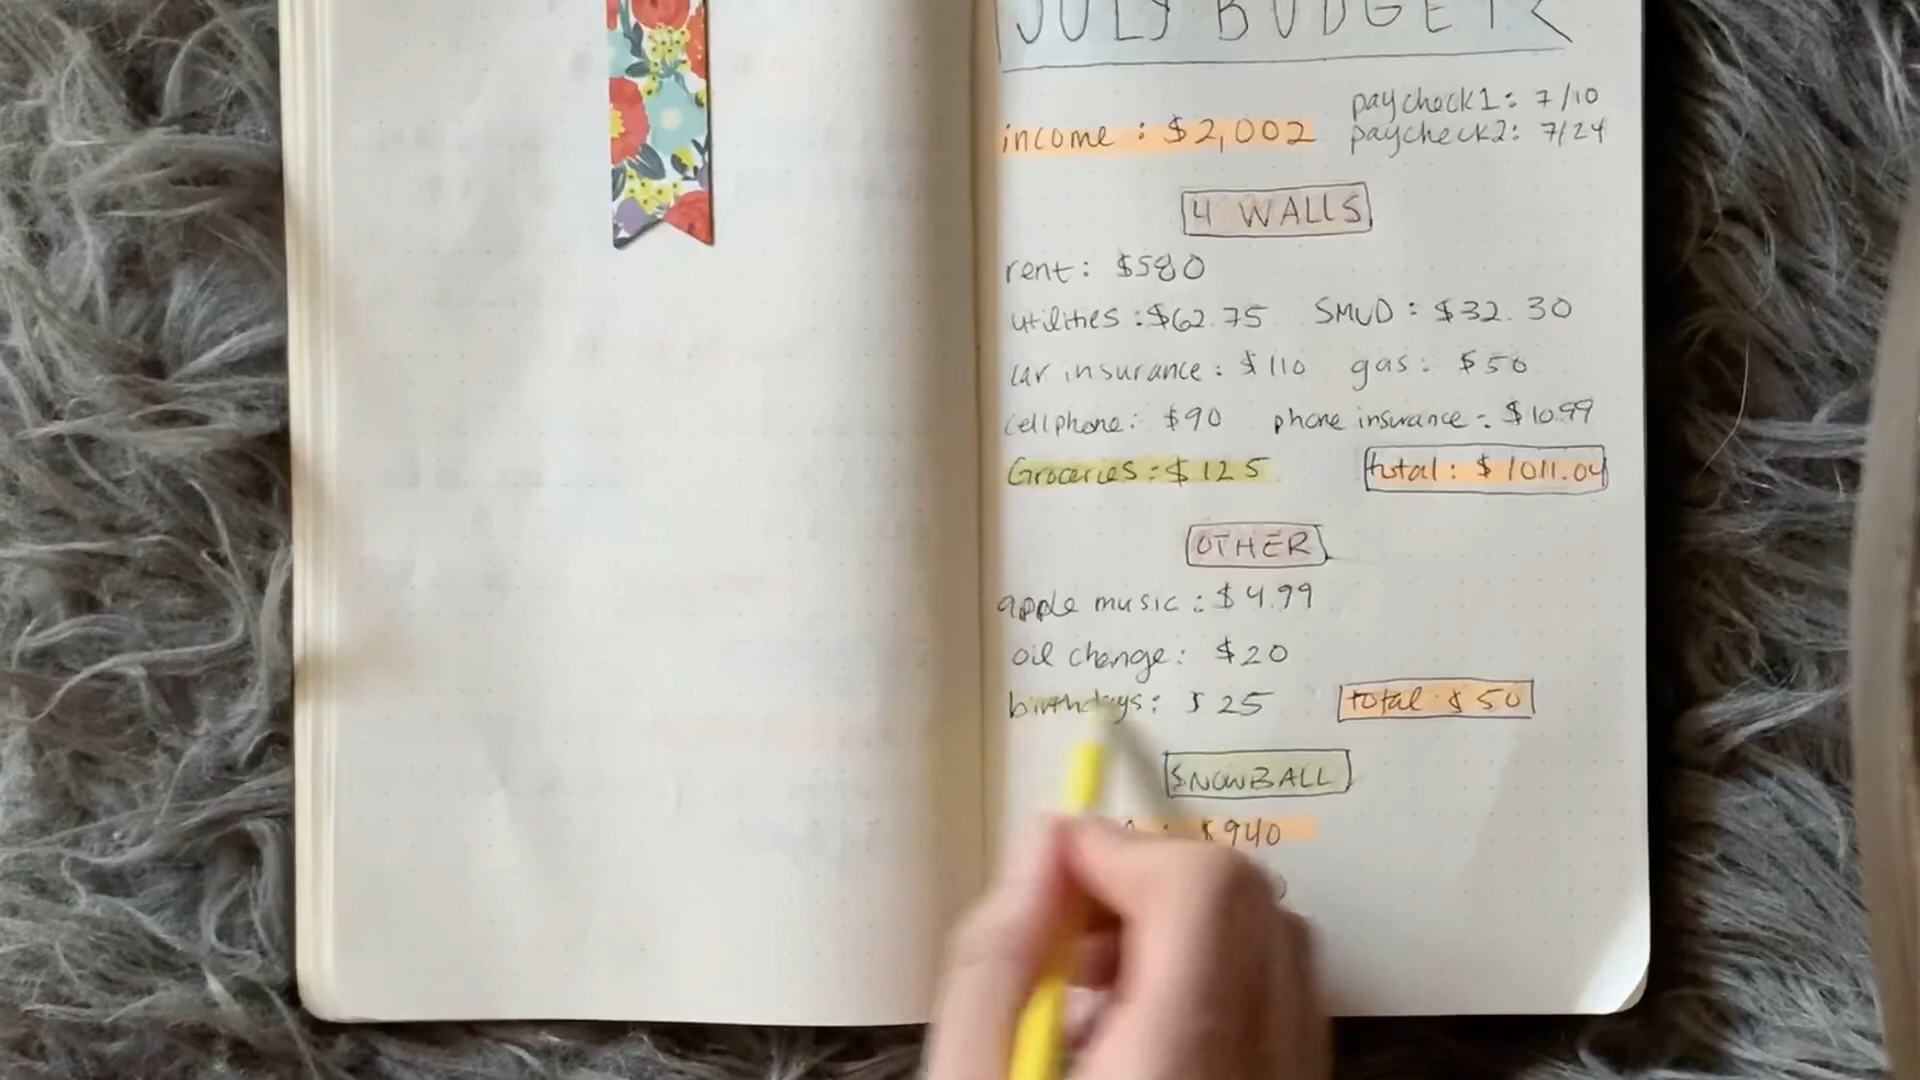 JULY BUDGET
income : $2,002
paycheck1: 7/10
paycheck2: 7/24
4 WALLS
rent: $580
utilities : $62.75 SMUD : $32.30
car insurance : $110 gas : $50
cellphone : $90 phone insurance - $10.99
Groceries : $125 total : $1011.04
OTHER
apple music : $4.99
oil change : $20
birthdays : $25 total : $50
SNOWBALL
: $940